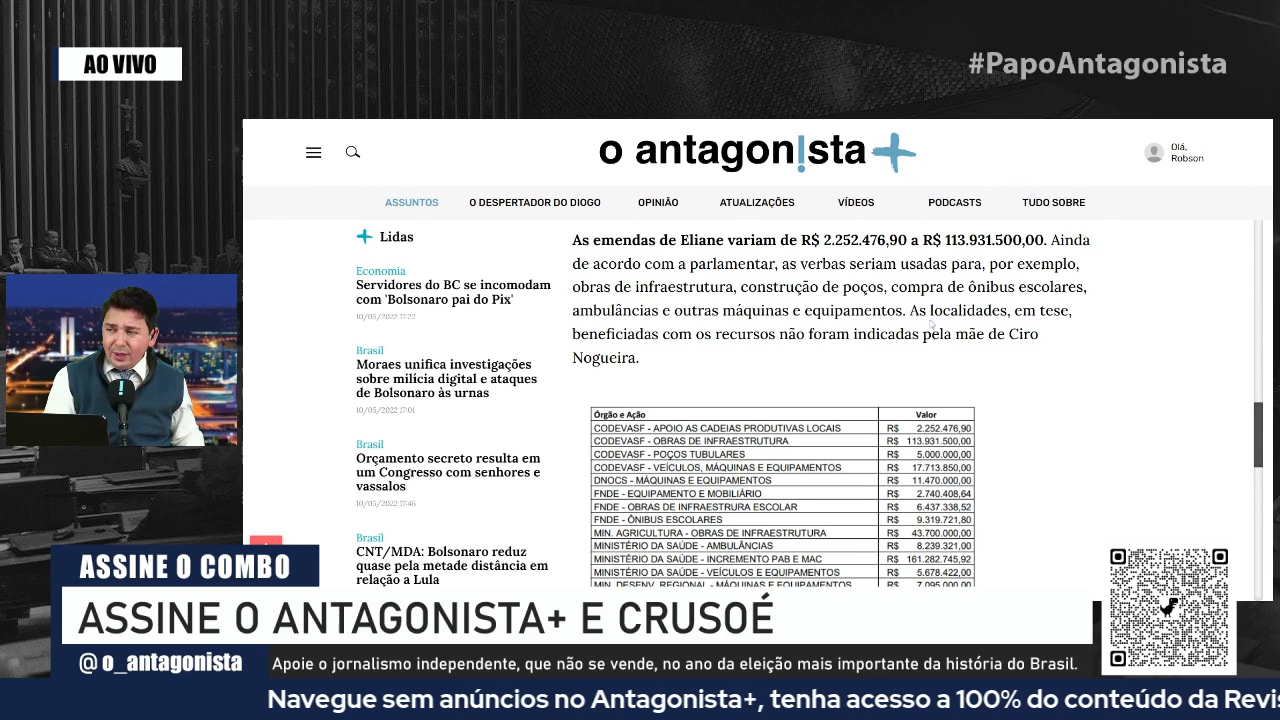 AO VIVO
#PapoAntagonista
o antagon!sta+
Olá,
Robson
ASSUNTOS
O DESPERTADOR DO DIOGO
OPINIÃO
ATUALIZAÇÕES
VÍDEOS
PODCASTS
TUDO SOBRE
+ Lidas
Economia
Servidores do BC se incomodam
com 'Bolsonaro pai do Pix'
10/05/2022 17:22
Brasil
Moraes unifica investigações
sobre milícia digital e ataques
de Bolsonaro às urnas
10/05/2022 17:01
Brasil
Orçamento secreto resulta em
um Congresso com senhores e
vassalos
10/05/2022 17:46
Brasil
CNT/MDA: Bolsonaro reduz
quase pela metade distância em
relação a Lula
As emendas de Eliane variam de R$ 2.252.476,90 a R$ 113.931.500,00. Ainda
de acordo com a parlamentar, as verbas seriam usadas para, por exemplo,
obras de infraestrutura, construção de poços, compra de ônibus escolares,
ambulâncias e outras máquinas e equipamentos. As localidades, em tese,
beneficiadas com os recursos não foram indicadas pela mãe de Ciro
Nogueira.
Órgão e Ação Valor
CODEVASF - APOIO AS CADEIAS PRODUTIVAS LOCAIS R$ 2.252.476,90
CODEVASF - OBRAS DE INFRAESTRUTURA R$ 113.931.500,00
CODEVASF - POÇOS TUBULARES R$ 5.000.000,00
CODEVASF - VEÍCULOS, MÁQUINAS E EQUIPAMENTOS R$ 17.713.850,00
DNOCS - MÁQUINAS E EQUIPAMENTOS R$ 11.470.000,00
FNDE - EQUIPAMENTO E MOBILIÁRIO R$ 2.740.408,64
FNDE - OBRAS DE INFRAESTRURA ESCOLAR R$ 6.437.338,52
FNDE - ÔNIBUS ESCOLARES R$ 9.319.721,80
MIN. AGRICULTURA - OBRAS DE INFRAESTRUTURA R$ 43.700.000,00
MINISTÉRIO DA SAÚDE - AMBULÂNCIAS R$ 8.239.321,00
MINISTÉRIO DA SAÚDE - INCREMENTO PAB E MAC R$ 161.282.745,92
MINISTÉRIO DA SAÚDE - VEÍCULOS E EQUIPAMENTOS R$ 5.678.422,00
MIN. DESENV. REGIONAL - MÁQUINAS E EQUIPAMENTOS R$ 7.095.000,00
ASSINE O COMBO
ASSINE O ANTAGONISTA+ E CRUSOÉ
@o_antagonista
Apoie o jornalismo independente, que não se vende, no ano da eleição mais importante da história do Brasil.
Navegue sem anúncios no Antagonista+, tenha acesso a 100% do conteúdo da Revis